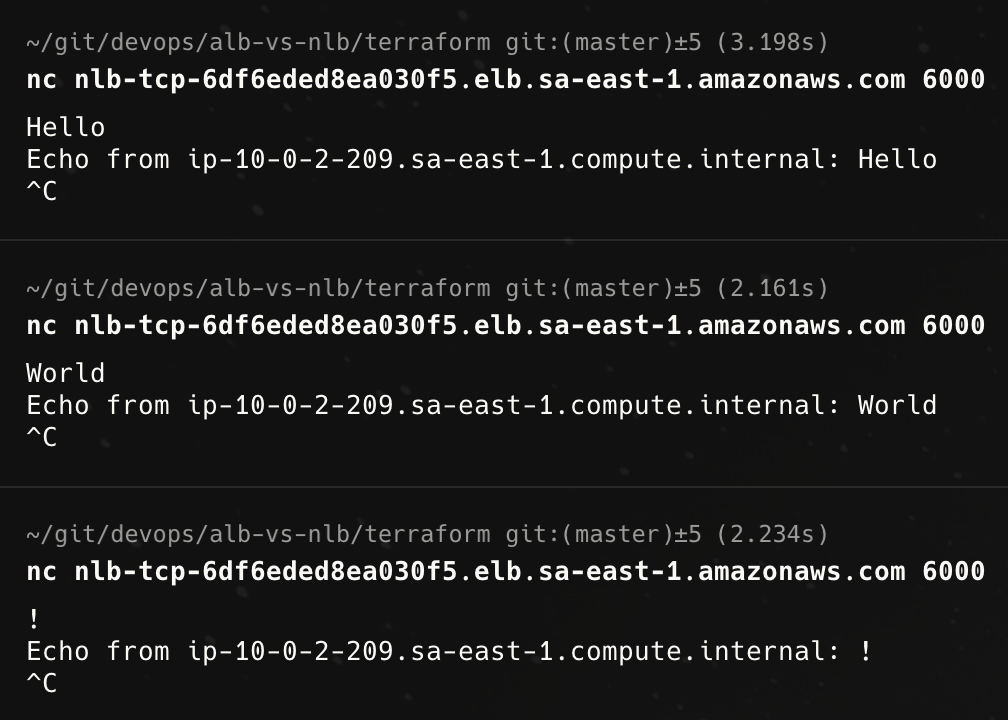 ~/git/devops/alb-vs-nlb/terraform git:(master)±5 (3.198s)
nc nlb-tcp-6df6eded8ea030f5.elb.sa-east-1.amazonaws.com 6000
Hello
Echo from ip-10-0-2-209.sa-east-1.compute.internal: Hello
^C
~/git/devops/alb-vs-nlb/terraform git:(master)±5 (2.161s)
nc nlb-tcp-6df6eded8ea030f5.elb.sa-east-1.amazonaws.com 6000
World
Echo from ip-10-0-2-209.sa-east-1.compute.internal: World
^C
~/git/devops/alb-vs-nlb/terraform git:(master)±5 (2.234s)
nc nlb-tcp-6df6eded8ea030f5.elb.sa-east-1.amazonaws.com 6000
!
Echo from ip-10-0-2-209.sa-east-1.compute.internal: !
^C